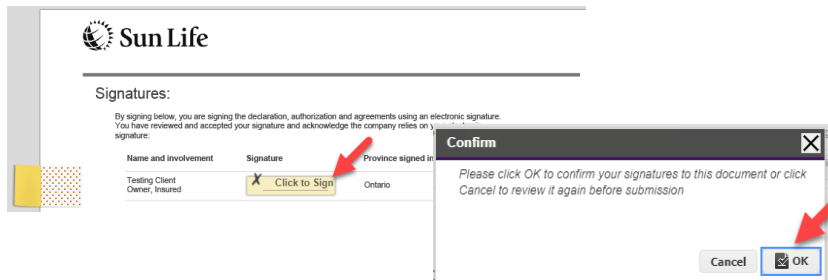 Sun Life
Signatures:
By signing below, you are signing the declaration, authorization and agreements using an electronic signature.
You have reviewed and accepted your signature and acknowledge the company relies on
signature:
Name and involvement Signature Province signed in
Testing Client
Owner, Insured
X Click to Sign
Ontario
Confirm
Please click OK to confirm your signatures to this document or click
Cancel to review it again before submission
Cancel OK